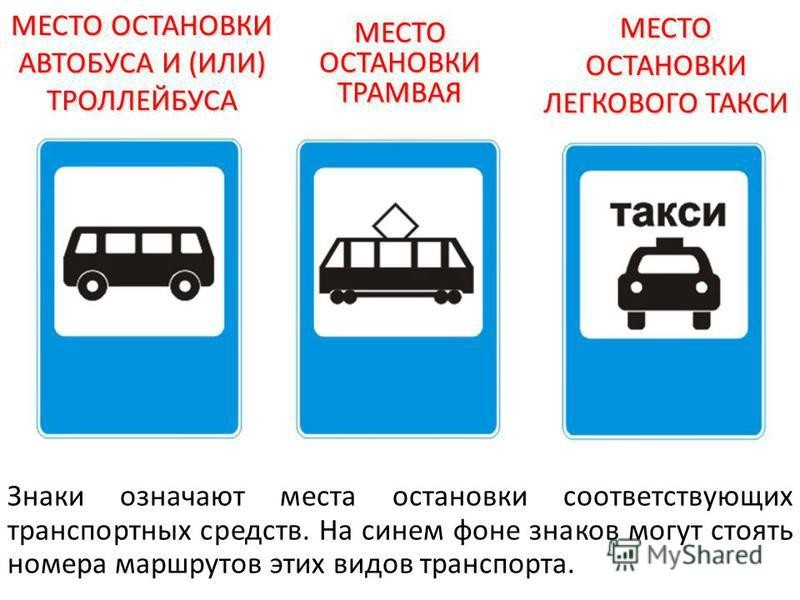 МЕСТО ОСТАНОВКИ
АВТОБУСА И (ИЛИ)
ТРОЛЛЕЙБУСА
МЕСТО
ОСТАНОВКИ
ТРАМВАЯ
МЕСТО
ОСТАНОВКИ
ЛЕГКОВОГО ТАКСИ
такси
Знаки означают места остановки соответствующих
транспортных средств. На синем фоне знаков могут стоять
номера маршрутов этих видов транспорта.
MyShared